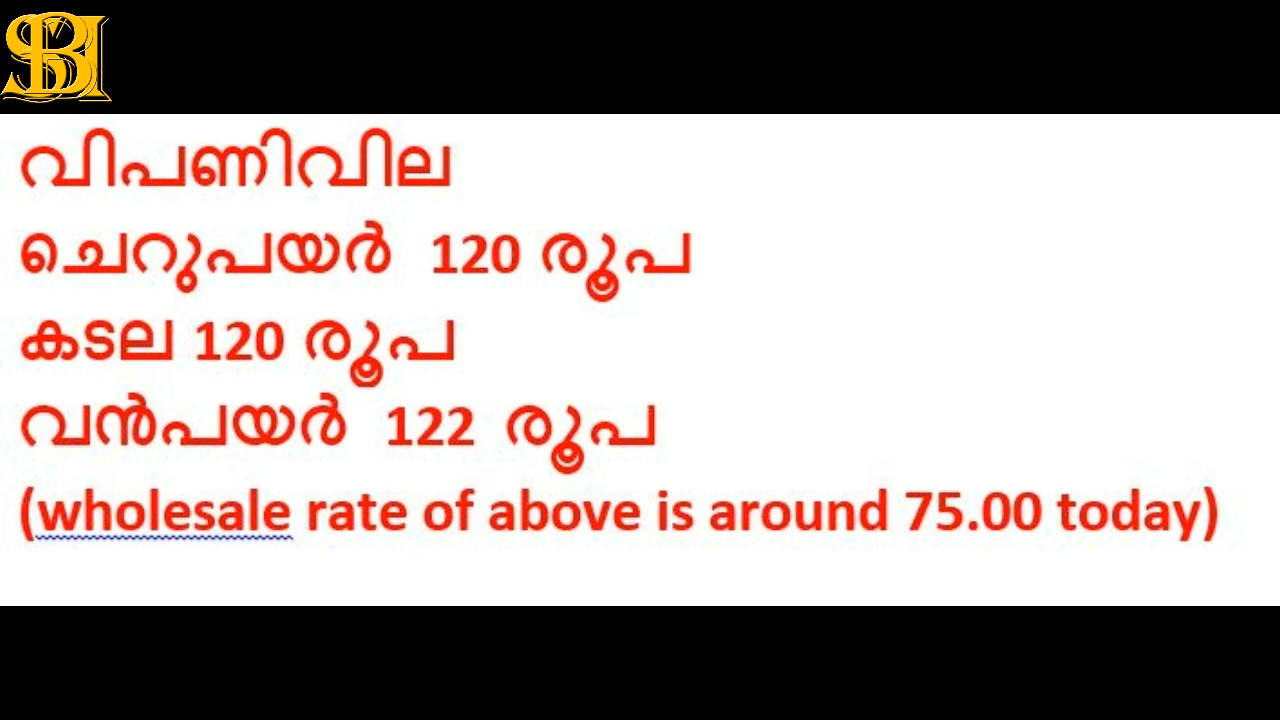 വിപണിവില
ചെറുപയർ 120 രൂപ
കടല 120 രൂപ
വൻപയർ 122 രൂപ
(wholesale rate of above is around 75.00 today)